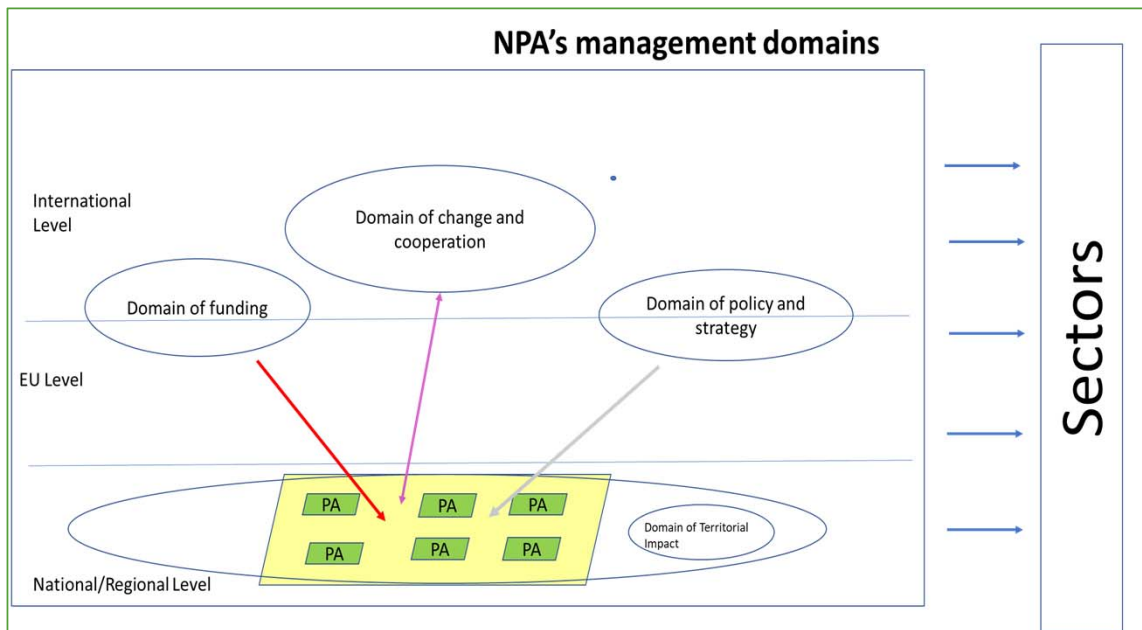 NPA's management domains
International
Level
Domain of change and
cooperation
Domain of funding
Domain of policy and
strategy
EU Level
PA
PA
PA
PA
PA
PA
Domain of Territorial
Impact
National/Regional Level
Sectors